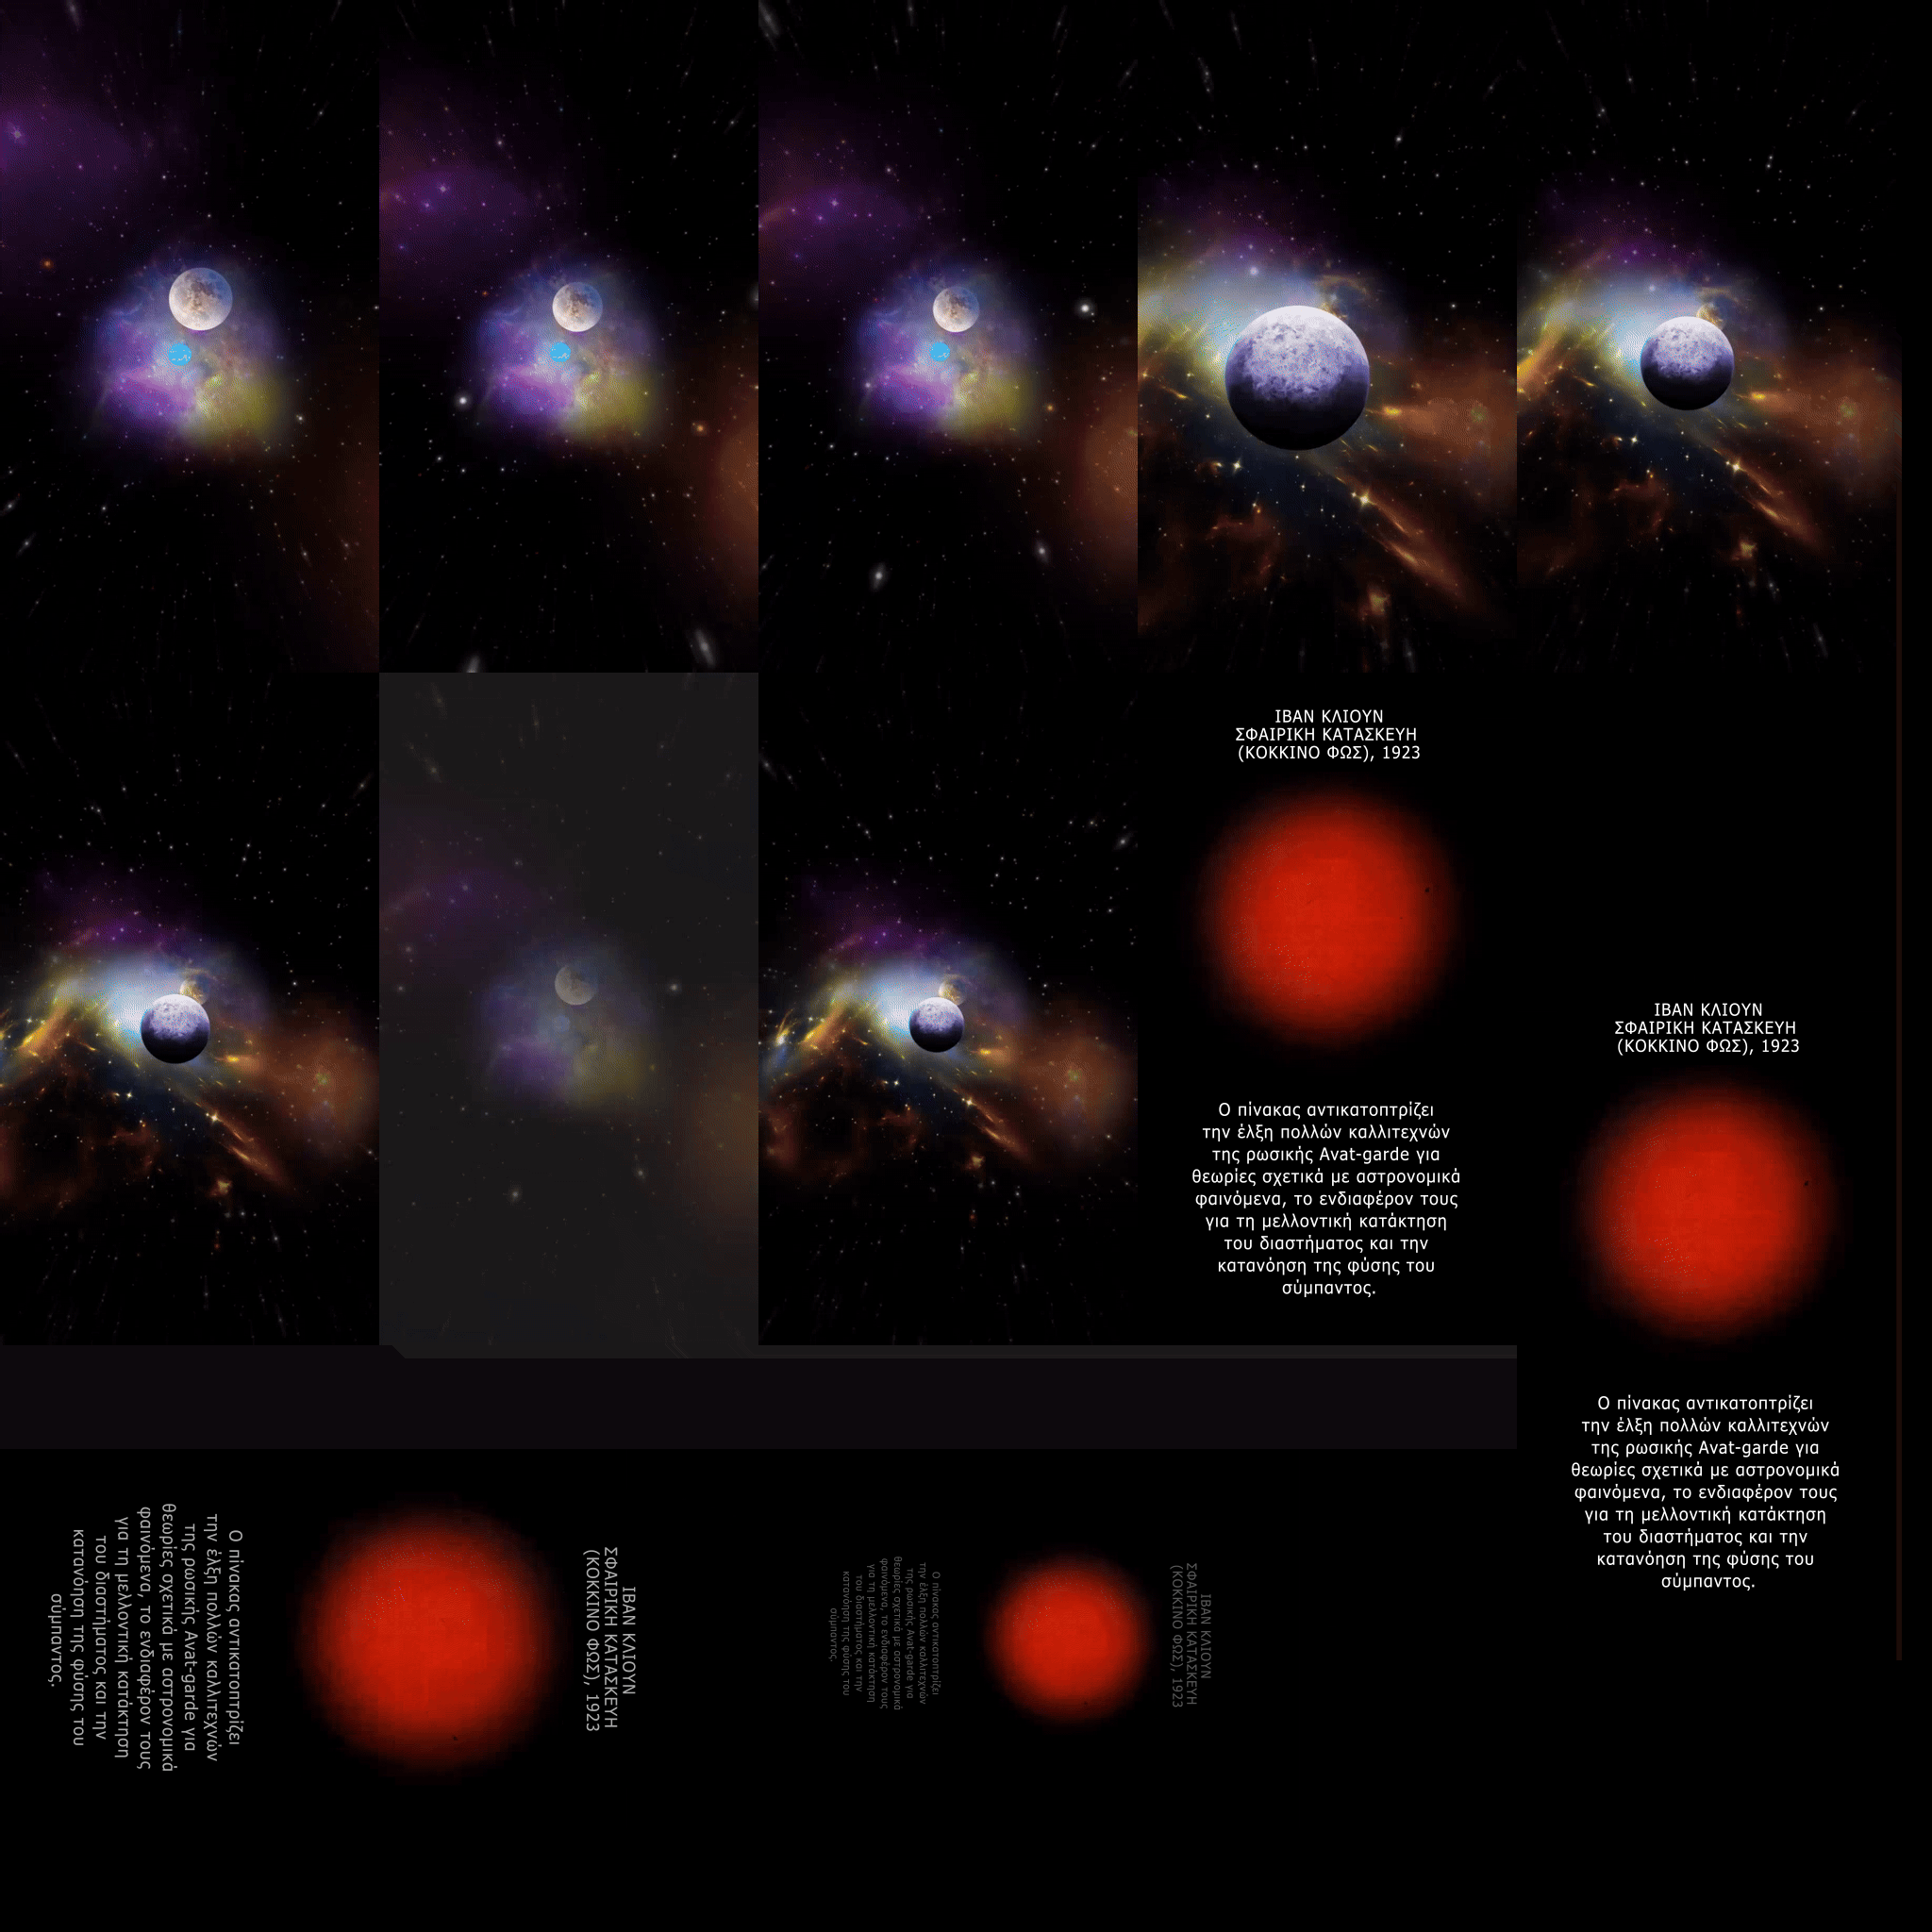 ΙΒΑΝ ΚΛΙΟΥΝ
ΣΦΑΙΡΙΚΗ ΚΑΤΑΣΚΕΥΗ
(ΚΟΚΚΙΝΟ ΦΩΣ), 1923
Ο πίνακας αντικατοπτρίζει
την έλξη πολλών καλλιτεχνών
της ρωσικής Avat-garde για
θεωρίες σχετικά με αστρονομικά
φαινόμενα, το ενδιαφέρον τους
για τη μελλοντική κατάκτηση
του διαστήματος και την
κατανόηση της φύσης του
σύμπαντος.
ΙΒΑΝ ΚΛΙΟΥΝ
ΣΦΑΙΡΙΚΗ ΚΑΤΑΣΚΕΥΗ
(ΚΟΚΚΙΝΟ ΦΩΣ), 1923
Ο πίνακας αντικατοπτρίζει
την έλξη πολλών καλλιτεχνών
της ρωσικής Avat-garde για
θεωρίες σχετικά με αστρονομικά
φαινόμενα, το ενδιαφέρον τους
για τη μελλοντική κατάκτηση
του διαστήματος και την
κατανόηση της φύσης του
σύμπαντος.
ΙΒΑΝ ΚΛΙΟΥΝ
ΣΦΑΙΡΙΚΗ ΚΑΤΑΣΚΕΥΗ
(ΚΟΚΚΙΝΟ ΦΩΣ), 1923
Ο πίνακας αντικατοπτρίζει
την έλξη πολλών καλλιτεχνών
της ρωσικής Avat-garde για
θεωρίες σχετικά με αστρονομικά
φαινόμενα, το ενδιαφέρον τους
για τη μελλοντική κατάκτηση
του διαστήματος και την
κατανόηση της φύσης του
σύμπαντος.
ΙΒΑΝ ΚΛΙΟΥΝ
ΣΦΑΙΡΙΚΗ ΚΑΤΑΣΚΕΥΗ
(ΚΟΚΚΙΝΟ ΦΩΣ), 1923
Ο πίνακας αντικατοπτρίζει
την έλξη πολλών καλλιτεχνών
της ρωσικής Avat-garde για
θεωρίες σχετικά με αστρονομικά
φαινόμενα, το ενδιαφέρον τους
για τη μελλοντική κατάκτηση
του διαστήματος και την
κατανόηση της φύσης του
σύμπαντος.